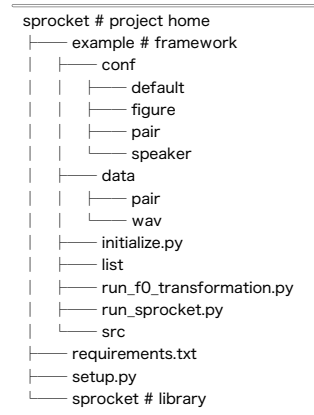 sprocket # project home
├── example # framework
│   ├── conf
│   │   ├── default
│   │   ├── figure
│   │   ├── pair
│   │   └── speaker
│   ├── data
│   │   ├── pair
│   │   └── wav
│   ├── initialize.py
│   ├── list
│   ├── run_f0_transformation.py
│   ├── run_sprocket.py
│   └── src
├── requirements.txt
├── setup.py
└── sprocket # library